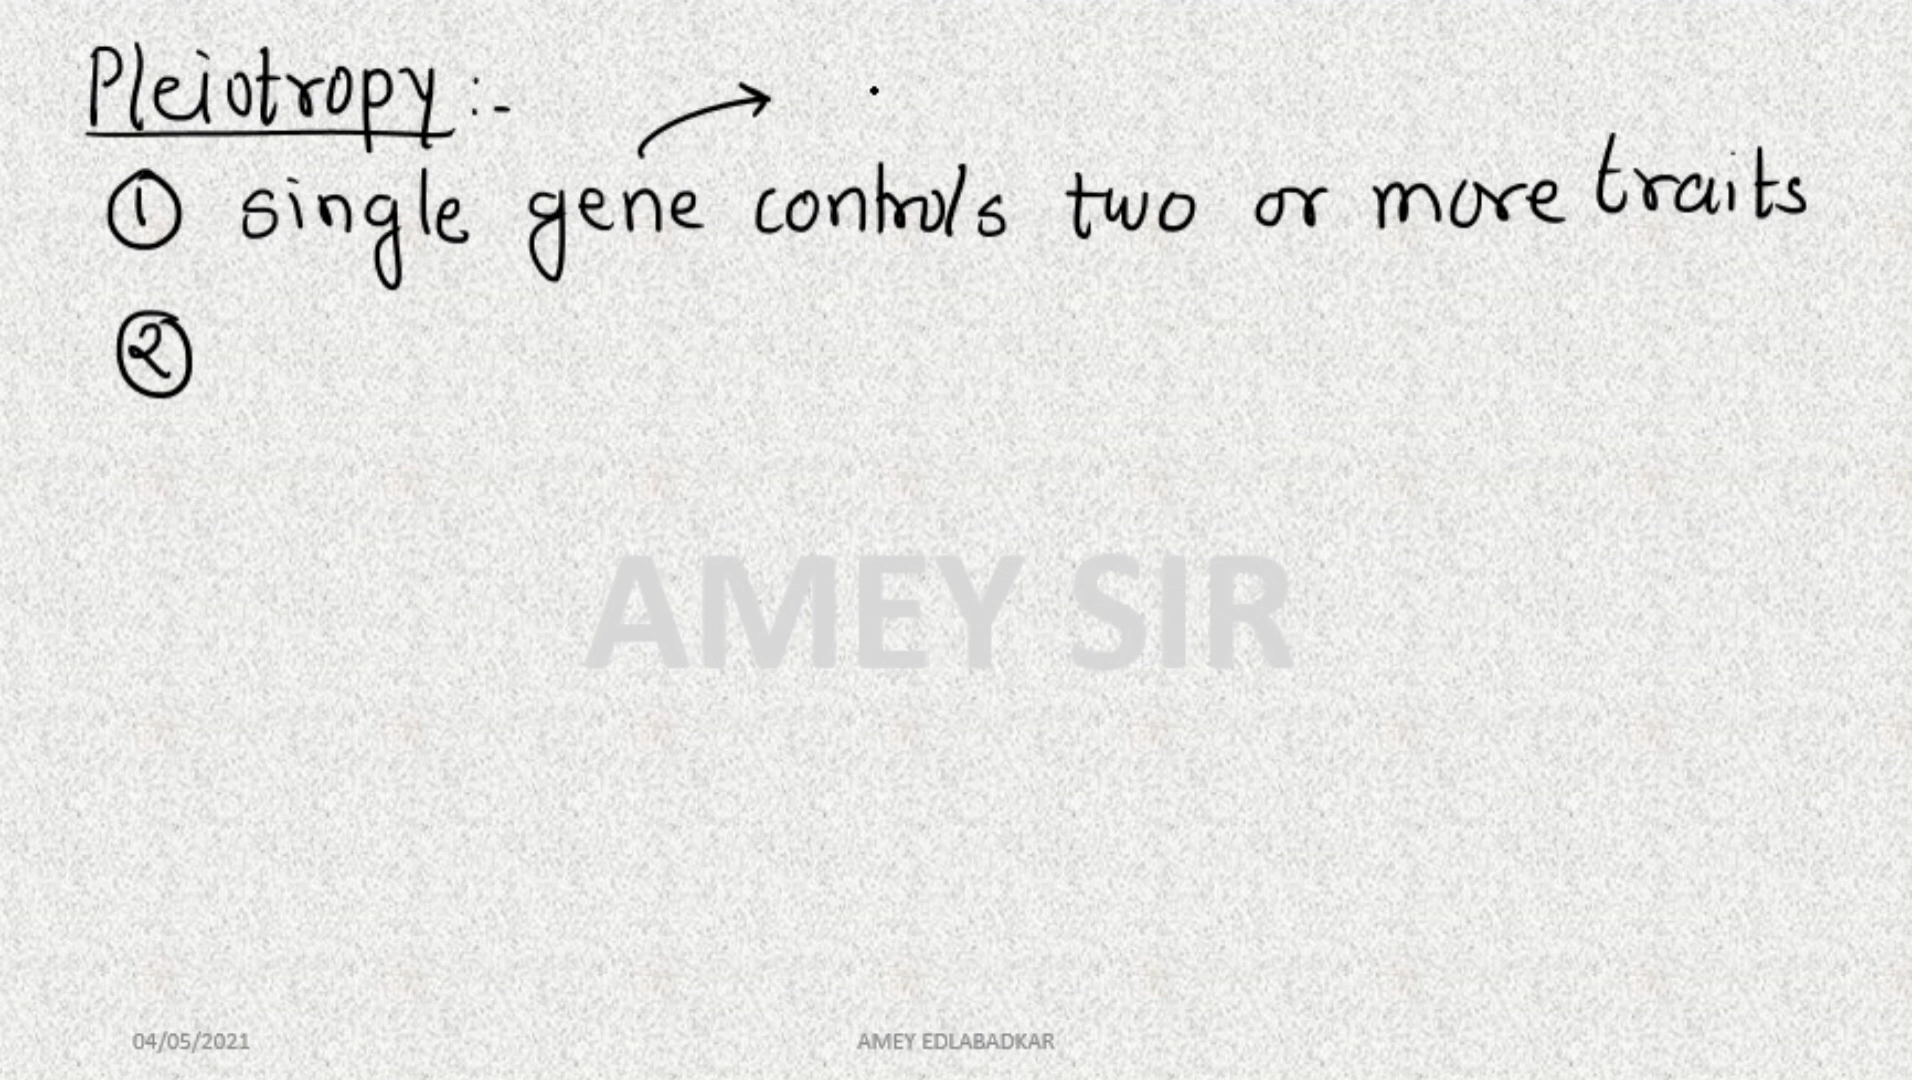 Pleiotropy :-
① single gene controls two or more traits
②
AMEY SIR
04/05/2021
AMEY EDLABADKAR